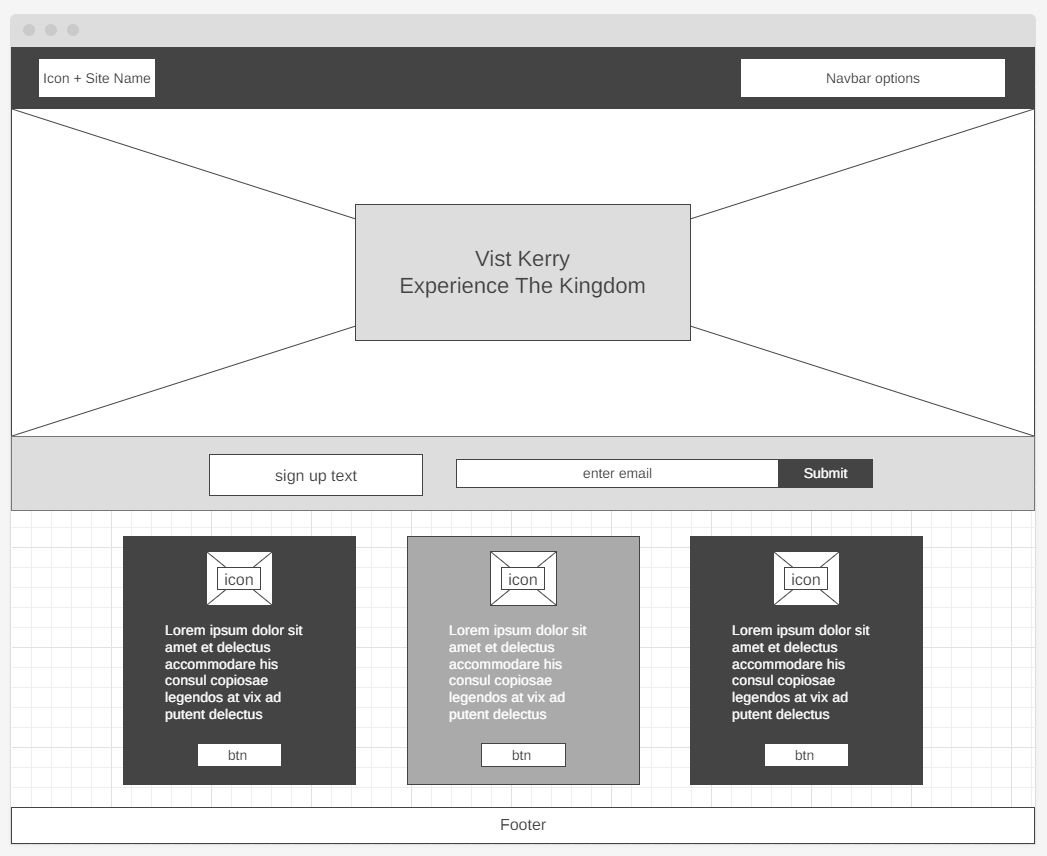 Icon + Site Name
Navbar options
Vist Kerry
Experience The Kingdom
sign up text
enter email
Submit
icon
Lorem ipsum dolor sit
amet et delectus
accommodare his
consul copiosae
legendos at vix ad
putent delectus
btn
icon
Lorem ipsum dolor sit
amet et delectus
accommodare his
consul copiosae
legendos at vix ad
putent delectus
btn
icon
Lorem ipsum dolor sit
amet et delectus
accommodare his
consul copiosae
legendos at vix ad
putent delectus
btn
Footer